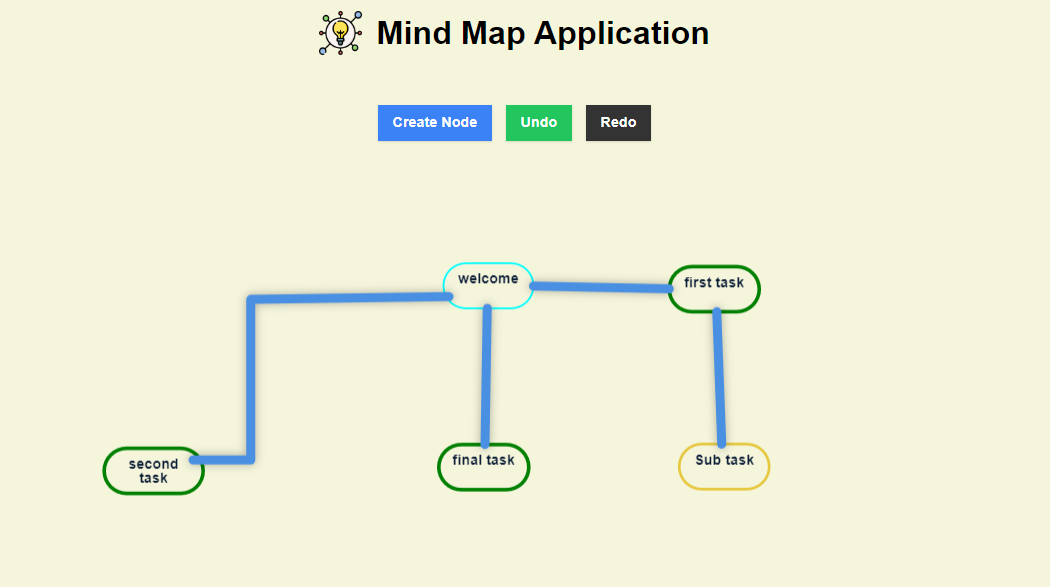 Mind Map Application
Create Node
Undo
Redo
welcome
first task
second
task
final task
Sub task